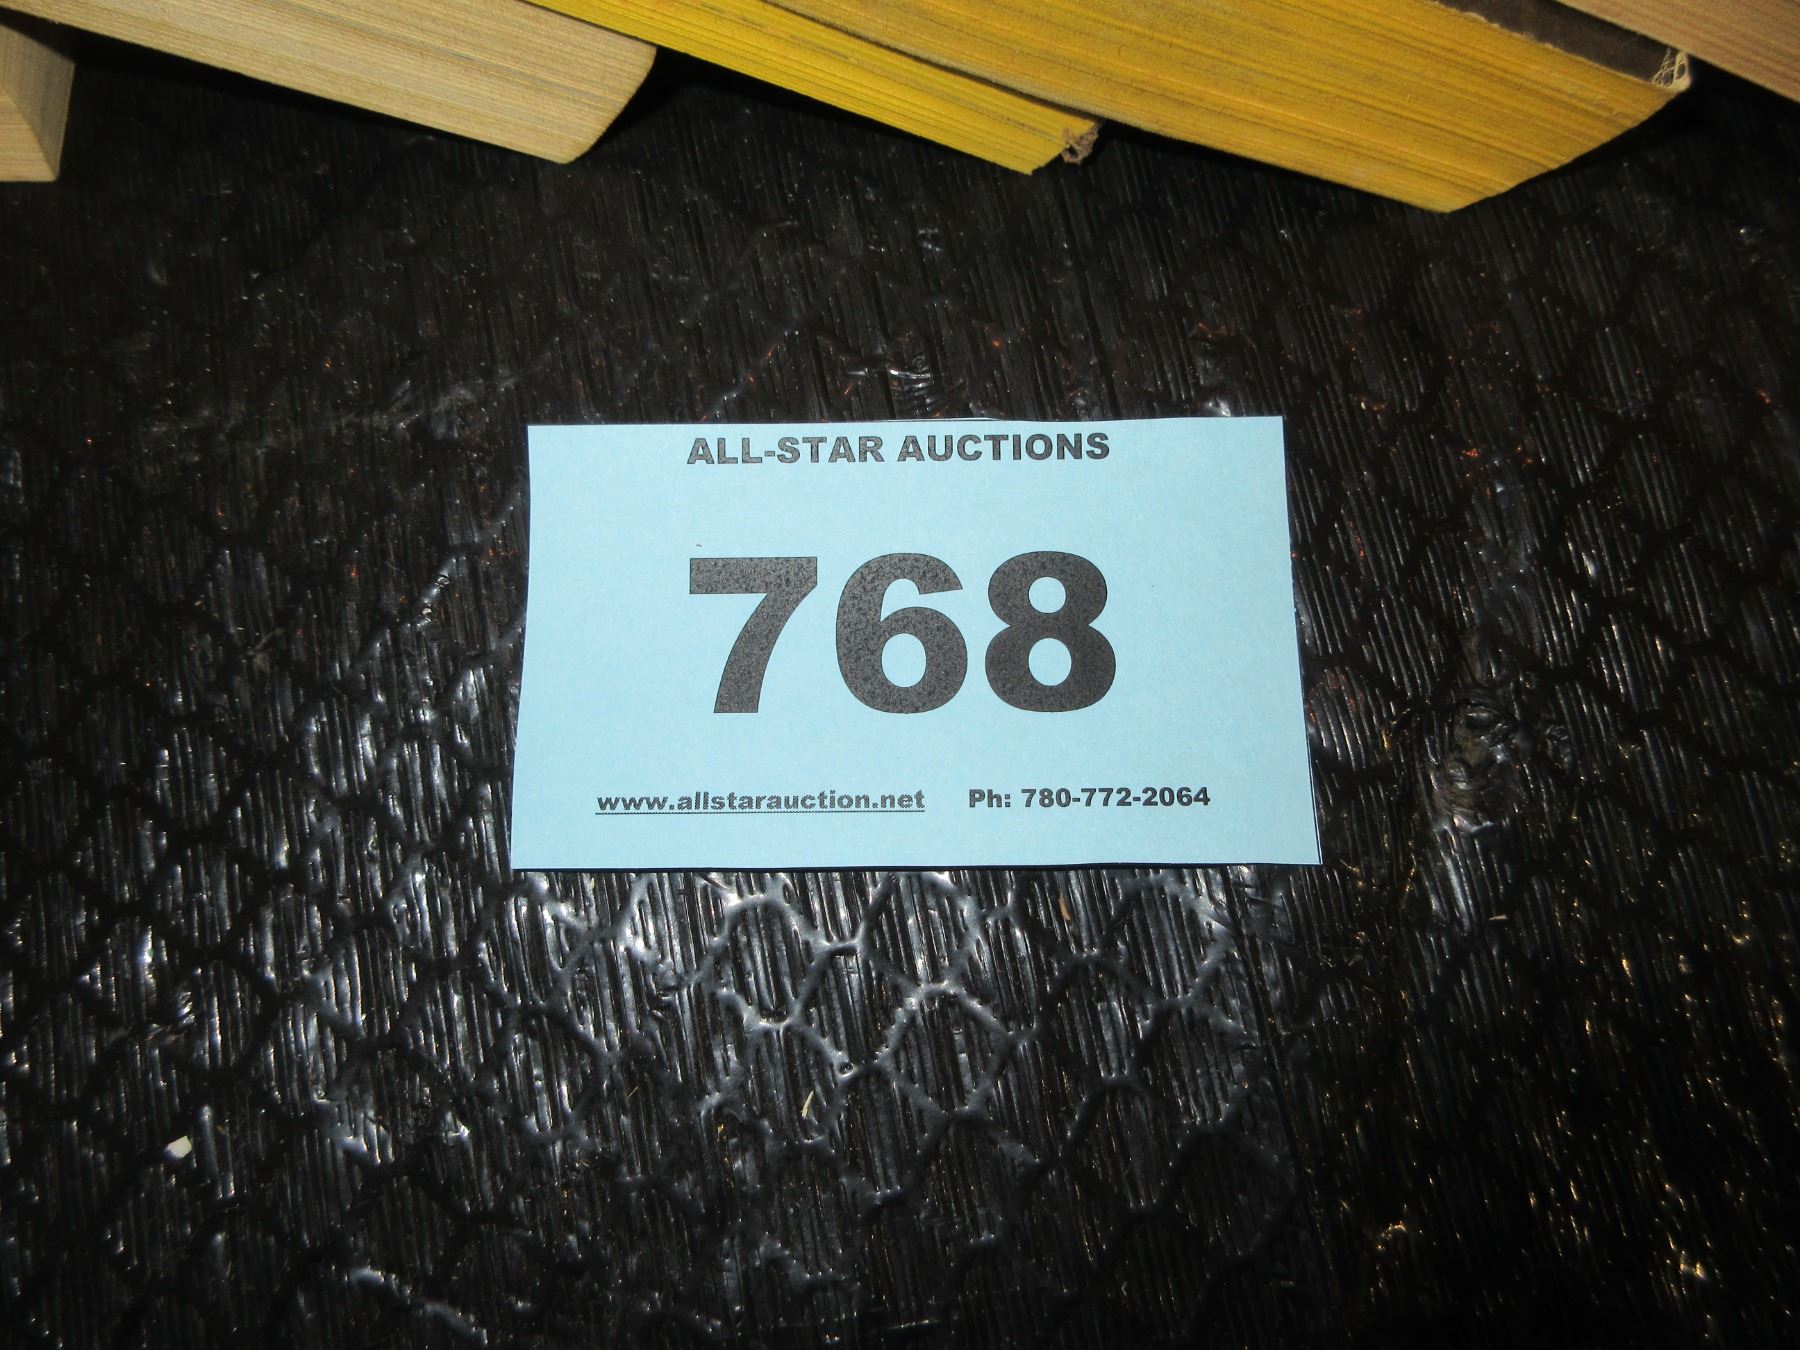 ALL-STAR AUCTIONS
768
www.allstarauction.net Ph: 780-772-2064